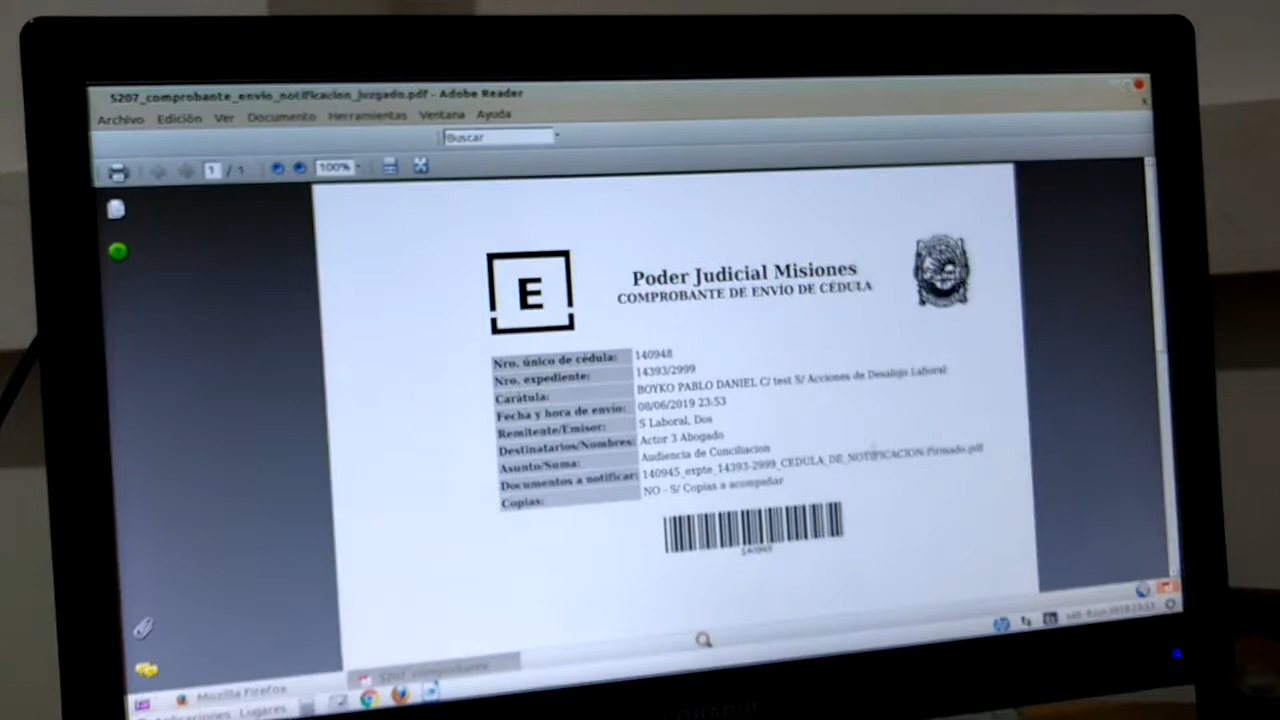 5207_comprobante_envio_notificacion_juzgado.pdf - Adobe Reader
Archivo Edición Ver Documento Herramientas Ventana Ayuda
Buscar
1 / 1 100%
E
Poder Judicial Misiones
COMPROBANTE DE ENVÍO DE CÉDULA
Nro. único de cédula: 140948
Nro. expediente: 14393/2999
Carátula: BOYKO PABLO DANIEL C/ test S/ Acciones de Desalojo Laboral
Fecha y hora de envío: 08/06/2019 23:53
Remitente/Emisor: S Laboral, Dos
Destinatarios/Nombres: Actor 3 Abogado
Asunto/Suma: Audiencia de Conciliacion
Documentos a notificar: 140945_expte_14393-2999_CEDULA_DE_NOTIFICACION-Firmado.pdf
Copias: NO - S/ Copias a acompañar
Mozilla Firefox
5207_comprobante
Aplicaciones Lugares